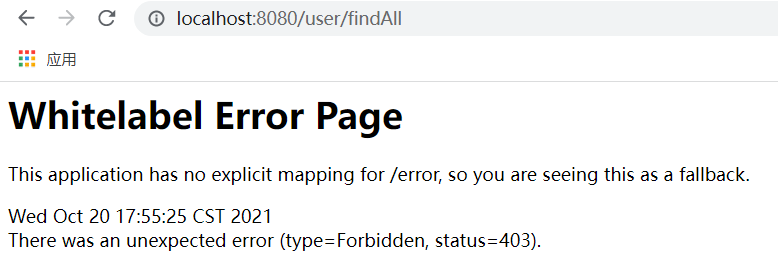 localhost:8080/user/findAll
应用
Whitelabel Error Page
This application has no explicit mapping for /error, so you are seeing this as a fallback.
Wed Oct 20 17:55:25 CST 2021
There was an unexpected error (type=Forbidden, status=403).